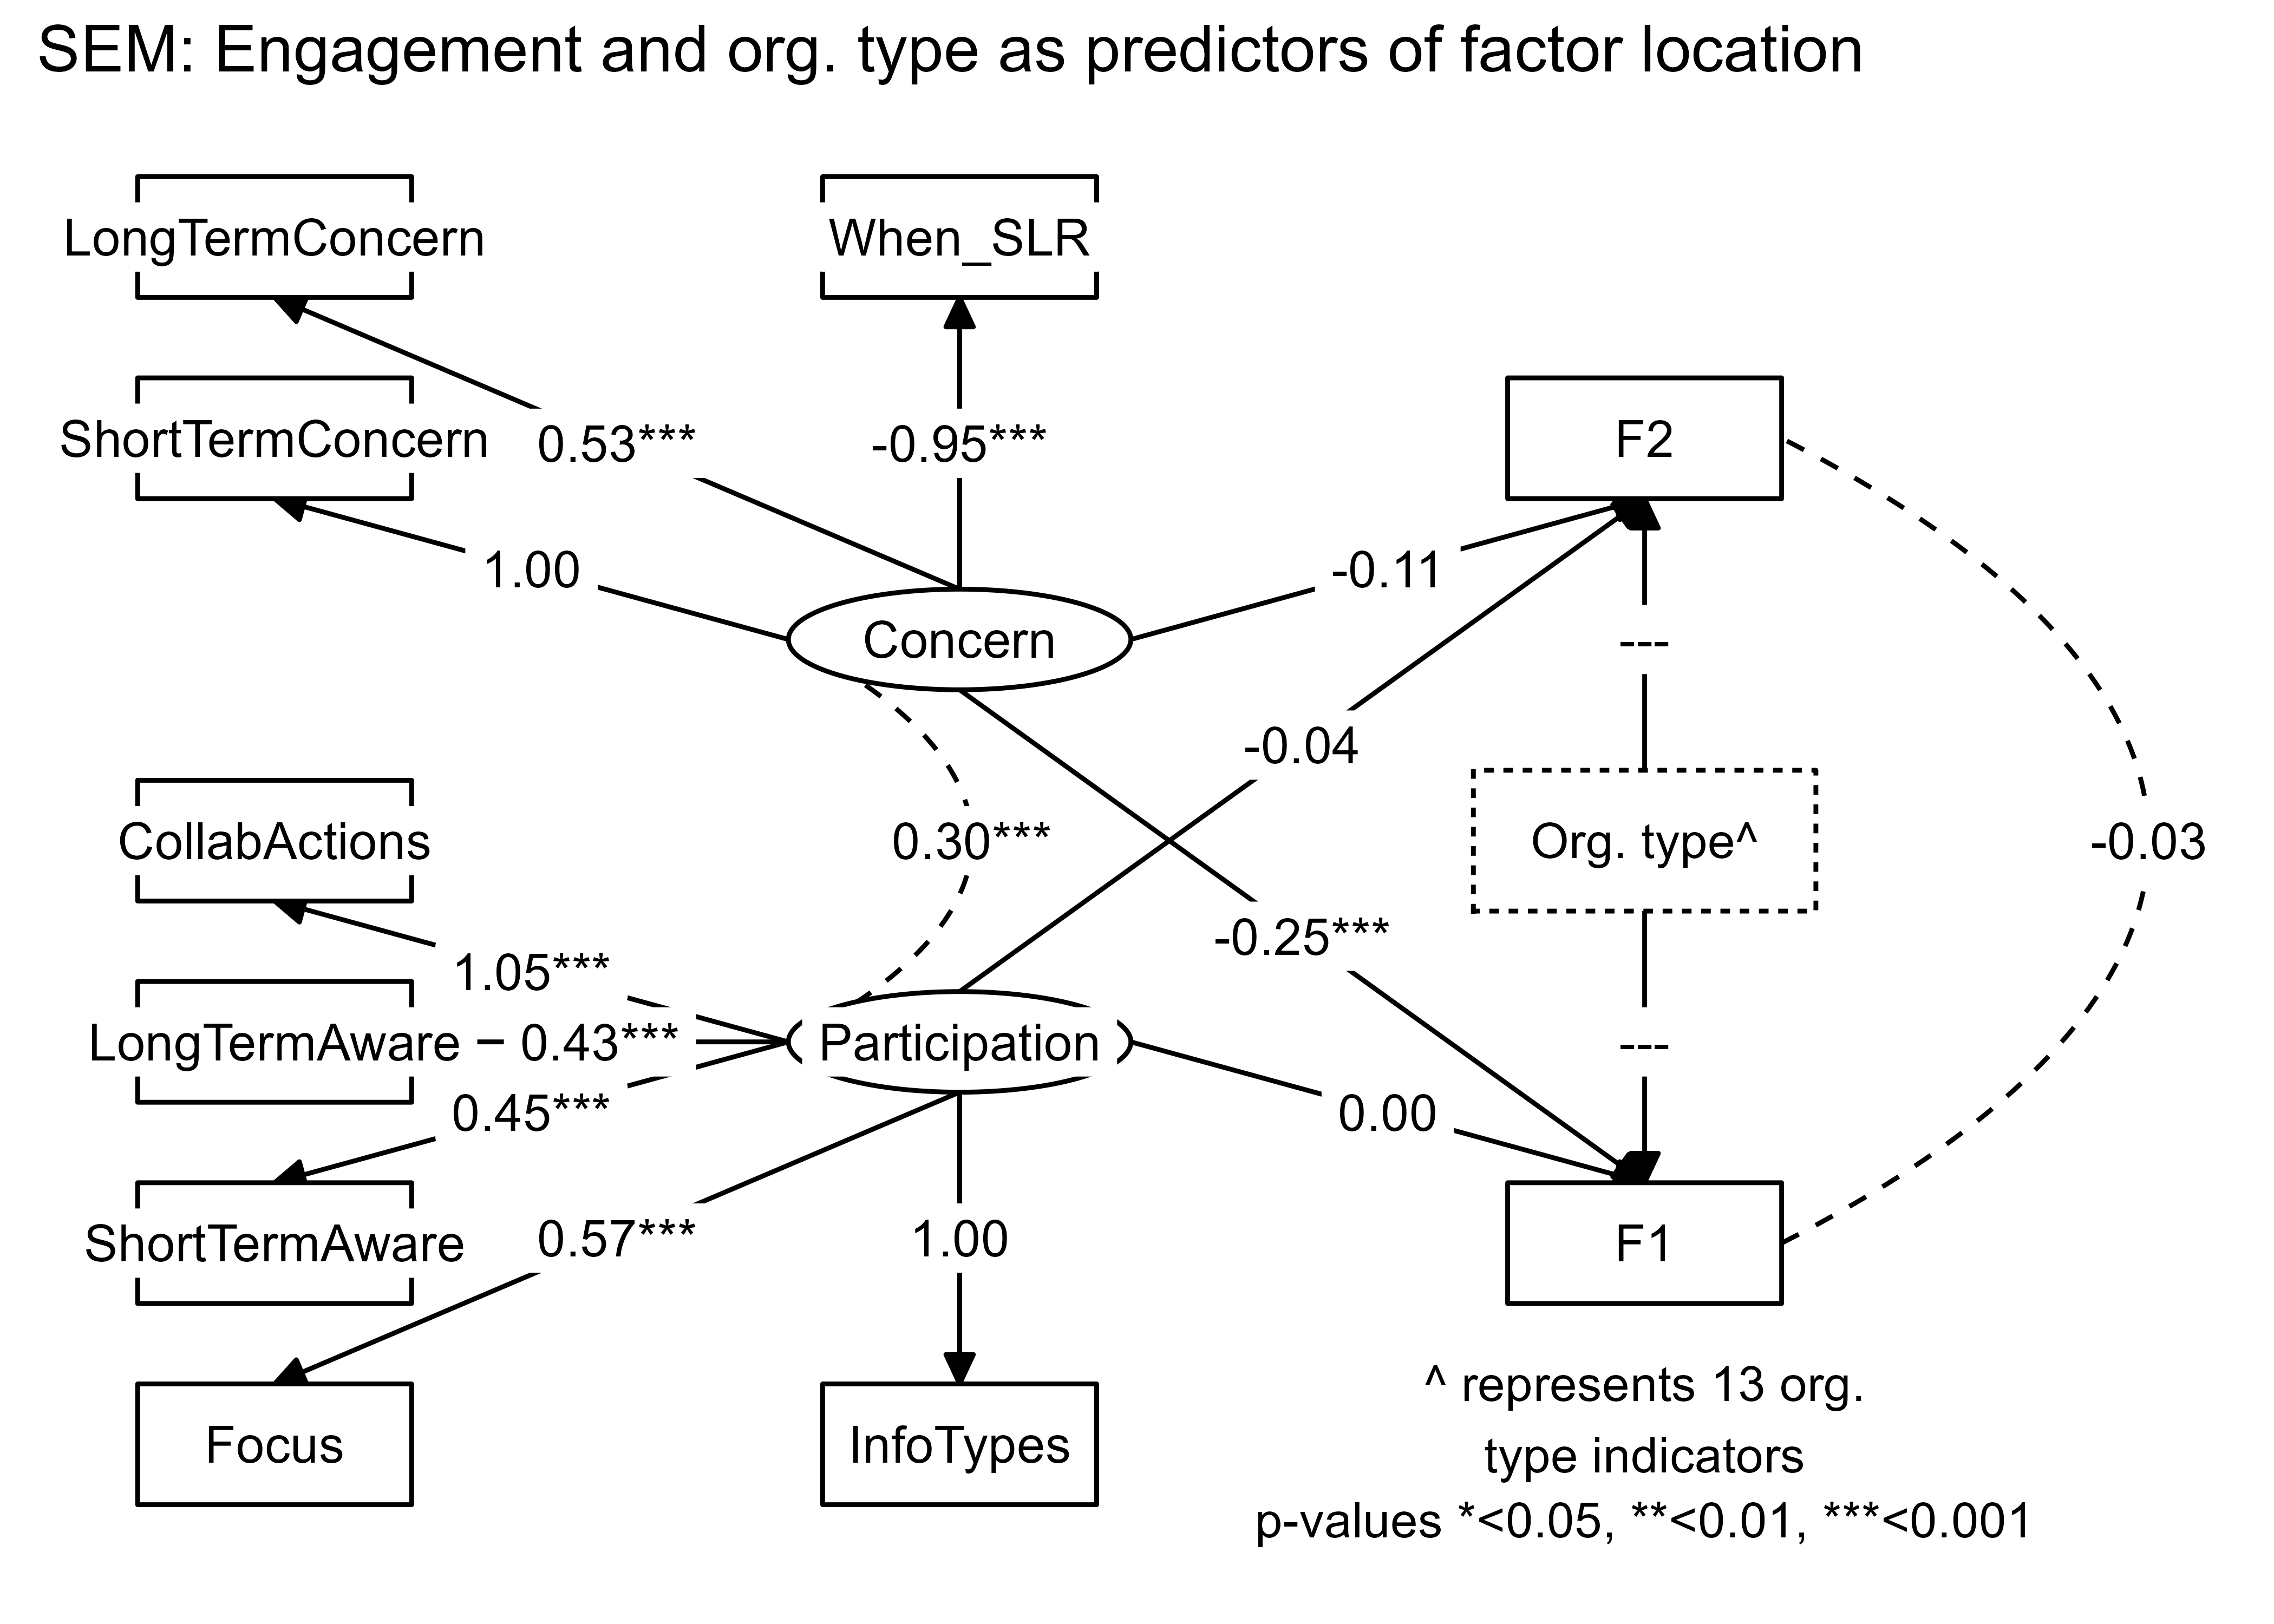 SEM: Engagement and org. type as predictors of factor location
LongTermConcern
When_SLR
ShortTermConcern
0.53***
-0.95***
F2
1.00
-0.11
Concern
---
-0.04
CollabActions
0.30***
Org. type^
-0.03
-0.25***
1.05***
LongTermAware
0.43***
Participation
---
0.45***
0.00
ShortTermAware
0.57***
1.00
F1
^ represents 13 org.
type indicators
Focus
InfoTypes
p-values *<0.05, **<0.01, ***<0.001